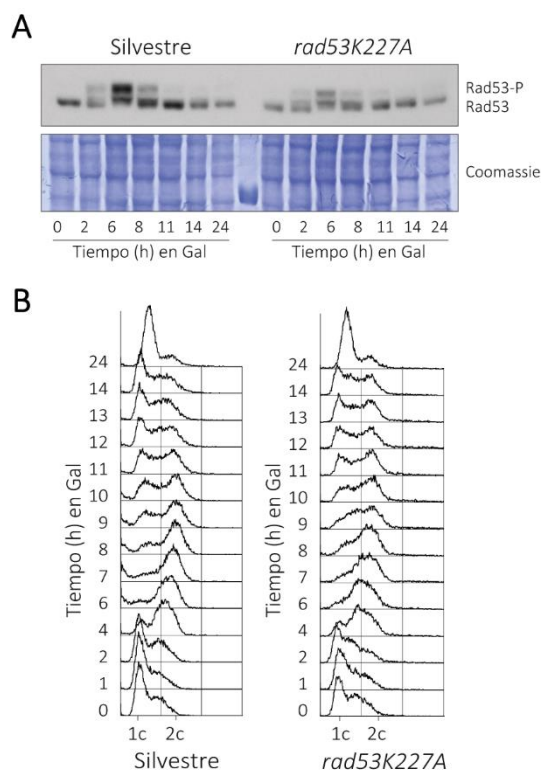 A
Silvestre
rad53K227A
Rad53-P
Rad53
Coomassie
0 2 6 8 11 14 24
0 2 6 8 11 14 24
Tiempo (h) en Gal
Tiempo (h) en Gal
B
Tiempo (h) en Gal
24
14
13
12
11
10
9
8
7
6
4
2
1
0
1c 2c
Silvestre
Tiempo (h) en Gal
24
14
13
12
11
10
9
8
7
6
4
2
1
0
1c 2c
rad53K227A